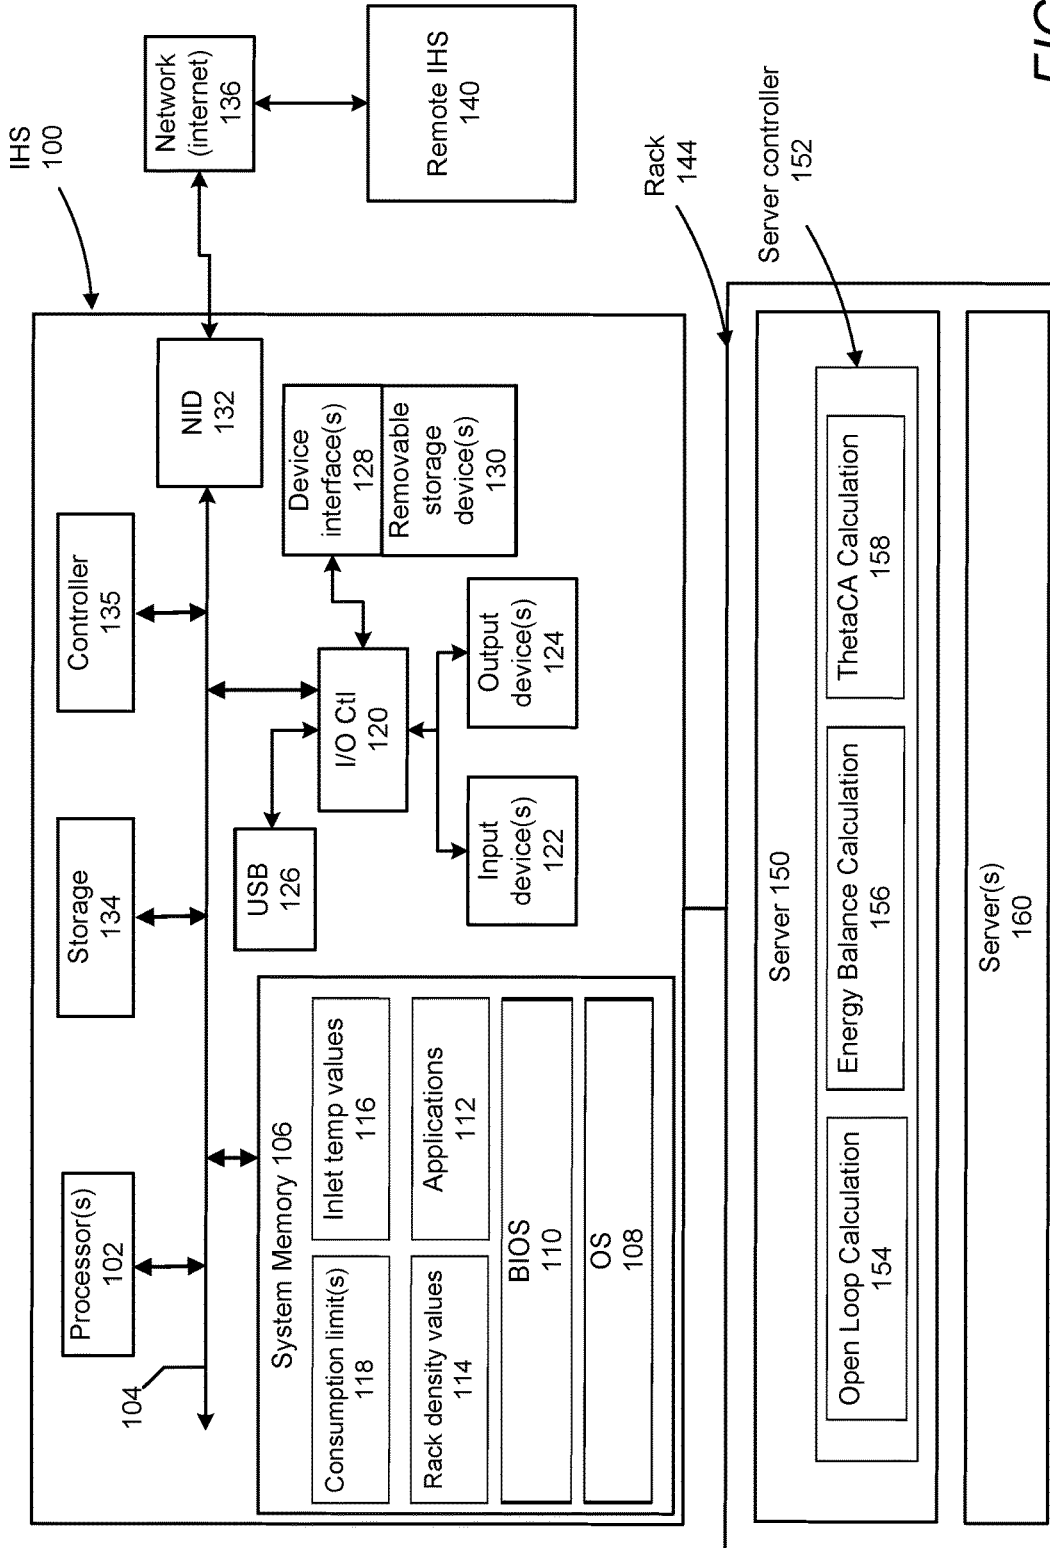 IHS
100
Processor(s)
102
Storage
134
Controller
135
104
NID
132
Network
(internet)
136
Remote IHS
140
System Memory 106
Consumption limit(s)
118
Inlet temp values
116
Rack density values
114
Applications
112
BIOS
110
OS
108
USB
126
I/O Ctl
120
Device
interface(s)
128
Removable
storage
device(s)
130
Input
device(s)
122
Output
device(s)
124
Rack
144
Server controller
152
Server 150
Open Loop Calculation
154
Energy Balance Calculation
156
ThetaCA Calculation
158
Server(s)
160